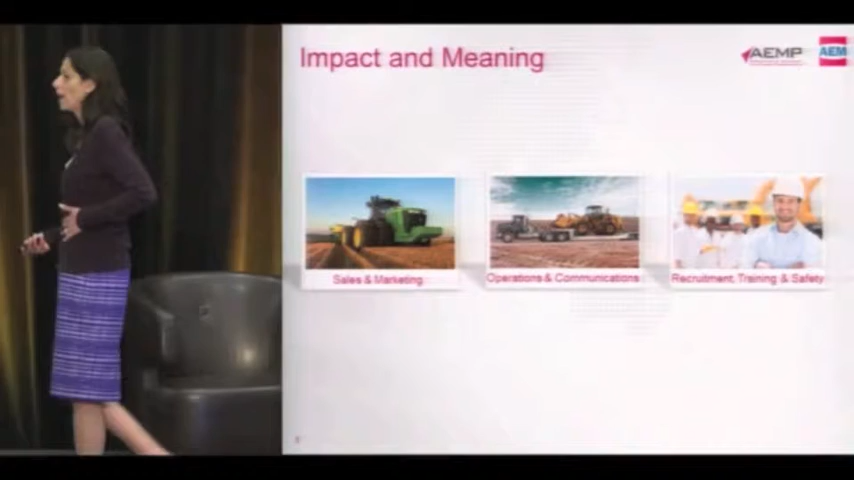 Impact and Meaning
AEMP
AEM
Sales & Marketing
Operations & Communications
Recruitment, Training & Safety